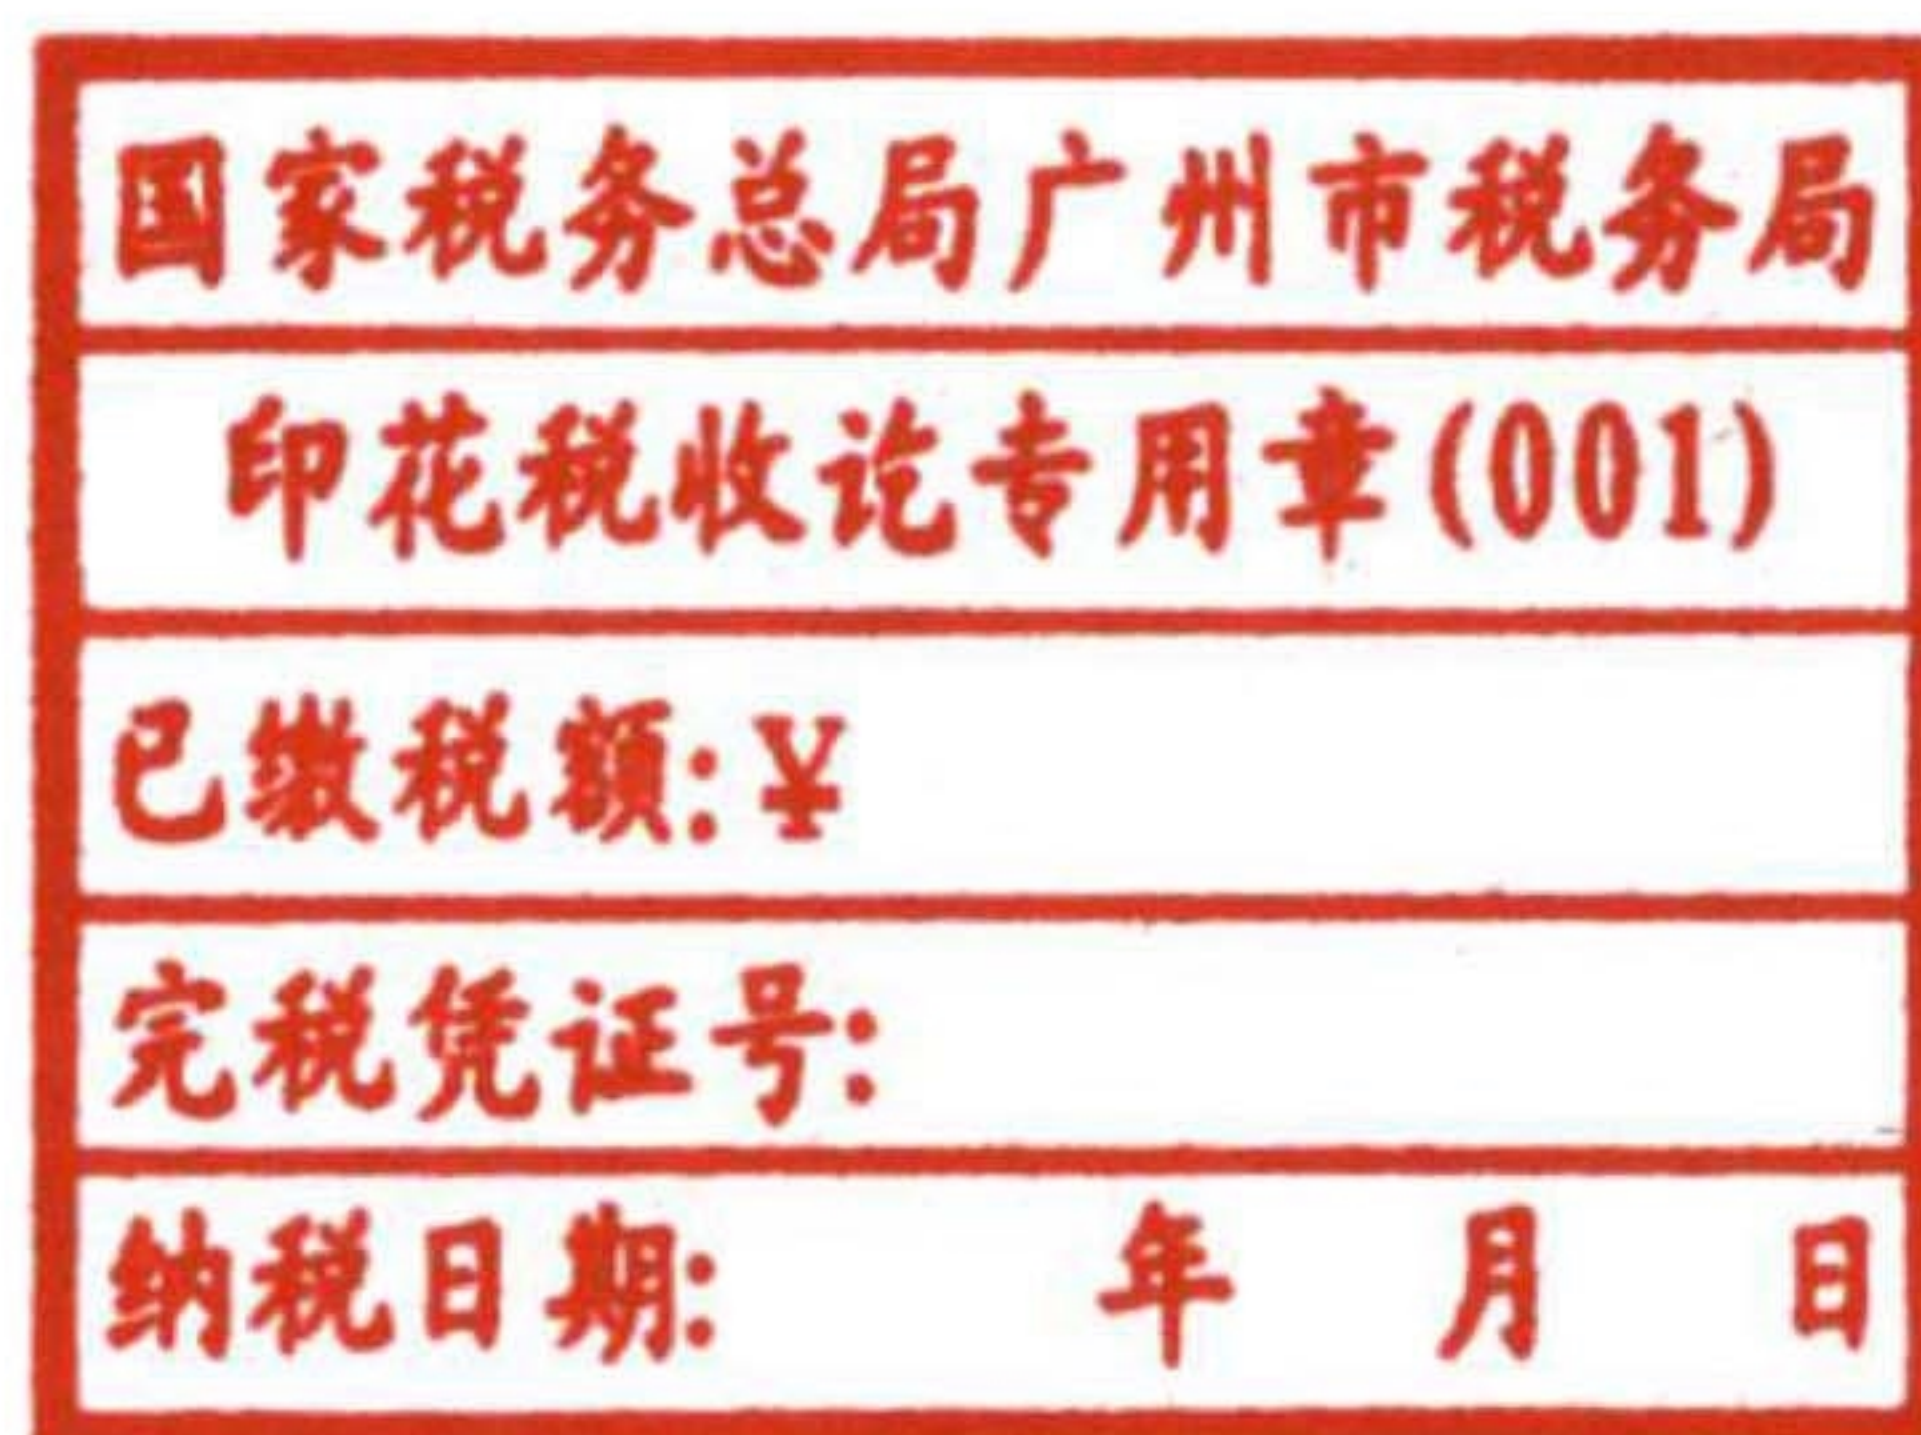 国家税务总局广州市税务局
印花税收讫专用章(001)
已缴税额:¥
完税凭证号:
纳税日期: 年 月 日